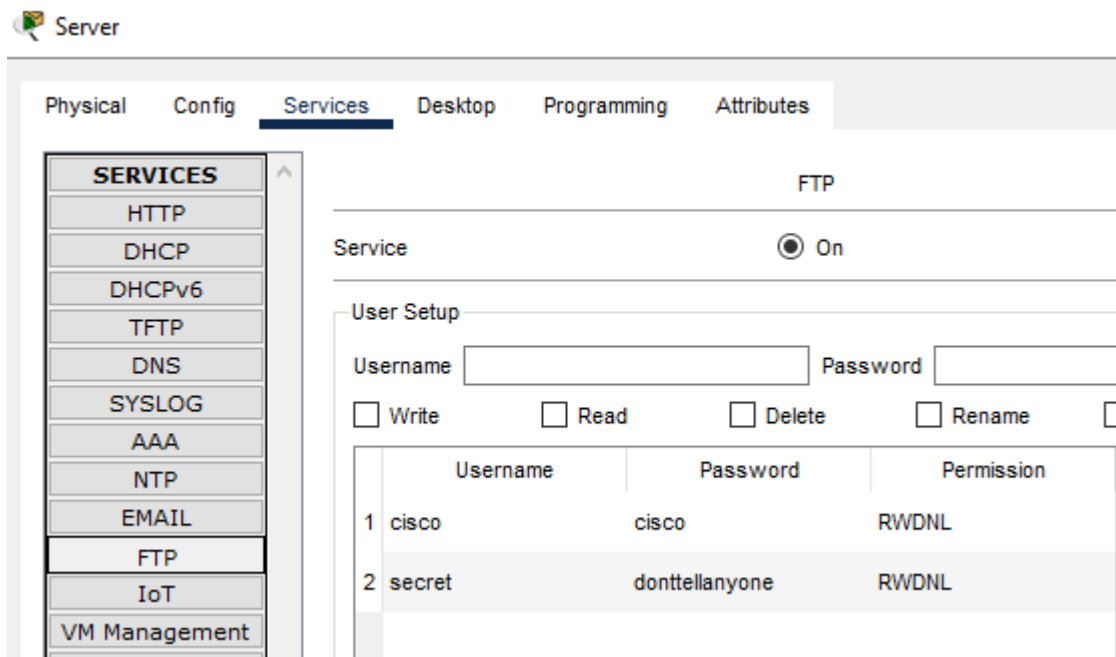 Server
Physical Config Services Desktop Programming Attributes
SERVICES
HTTP
DHCP
DHCPv6
TFTP
DNS
SYSLOG
AAA
NTP
EMAIL
FTP
IoT
VM Management
FTP
Service On
User Setup
Username Password
Write Read Delete Rename
Username Password Permission
1 cisco cisco RWDNL
2 secret donttellanyone RWDNL